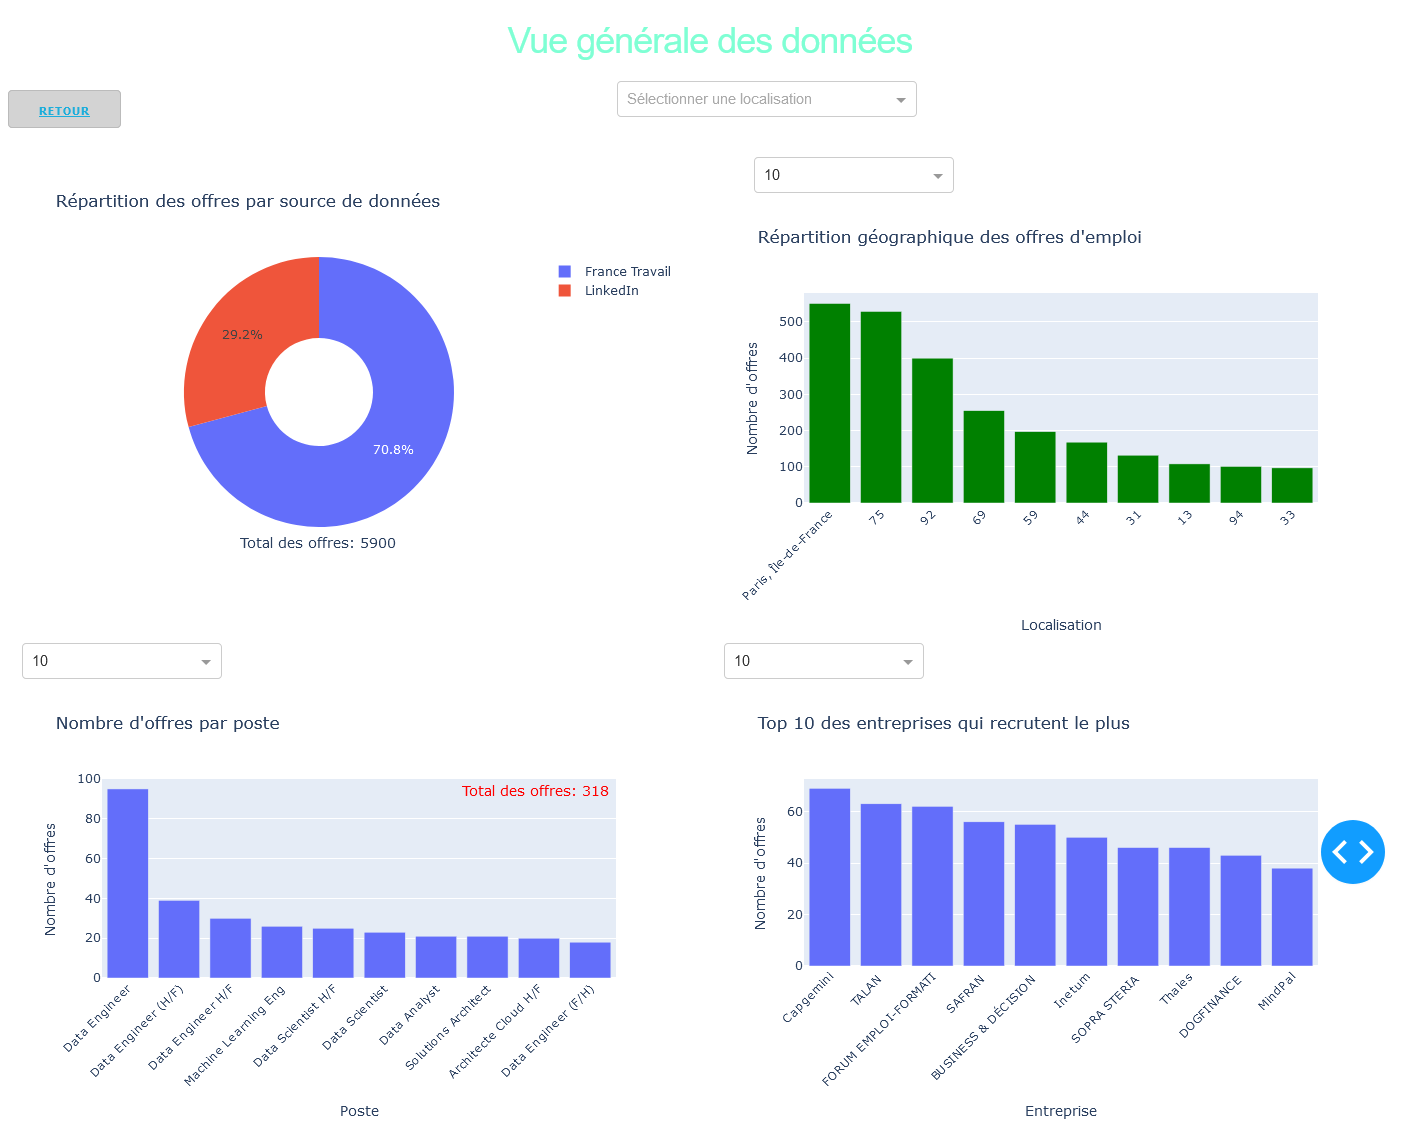 Vue générale des données
Sélectionner une localisation
RETOUR
10
Répartition des offres par source de données
France Travail
LinkedIn
29.2%
70.8%
Total des offres: 5900
Répartition géographique des offres d'emploi
Nombre d'offres
500
400
300
200
100
0
Paris, Île-de-France
75
92
69
59
44
31
13
94
33
Localisation
10
Nombre d'offres par poste
Total des offres: 318
Nombre d'offres
100
80
60
40
20
0
Data Engineer
Data Engineer (H/F)
Data Engineer H/F
Machine Learning Eng
Data Scientist H/F
Data Scientist
Data Analyst
Solutions Architect
Architecte Cloud H/F
Data Engineer (F/H)
Poste
10
Top 10 des entreprises qui recrutent le plus
Nombre d'offres
60
40
20
0
Capgemini
TALAN
FORUM EMPLOI-FORMATI
SAFRAN
BUSINESS & DÉCISION
Inetum
SOPRA STERIA
Thales
DOGFINANCE
MindPal
Entreprise